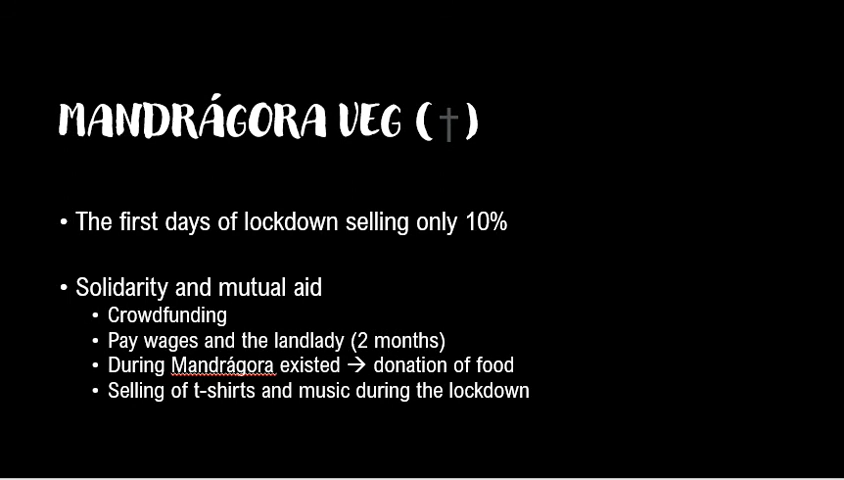 MANDRÁGORA VEG (†)
• The first days of lockdown selling only 10%
• Solidarity and mutual aid
• Crowdfunding
• Pay wages and the landlady (2 months)
• During Mandrágora existed → donation of food
• Selling of t-shirts and music during the lockdown